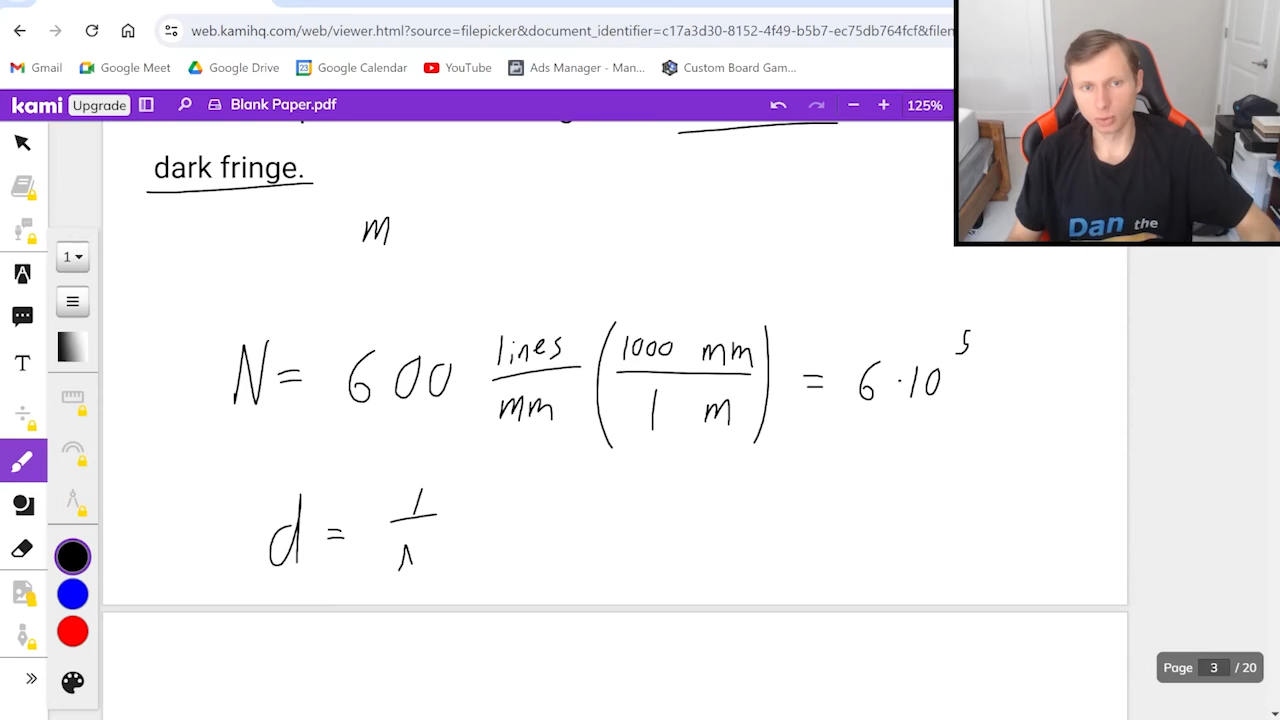 web.kamihq.com/web/viewer.html?source=filepicker&document_identifier=c17a3d30-8152-4f49-b5b7-ec75db764fcf&filen
Gmail Google Meet Google Drive Google Calendar YouTube Ads Manager - Man... Custom Board Gam...
kami Upgrade Blank Paper.pdf 125%
dark fringe.
Dan the
m
1
N = 600 lines/mm (1000 mm / 1 m) = 6 · 10^5
d = 1/
T
Page 3 / 20